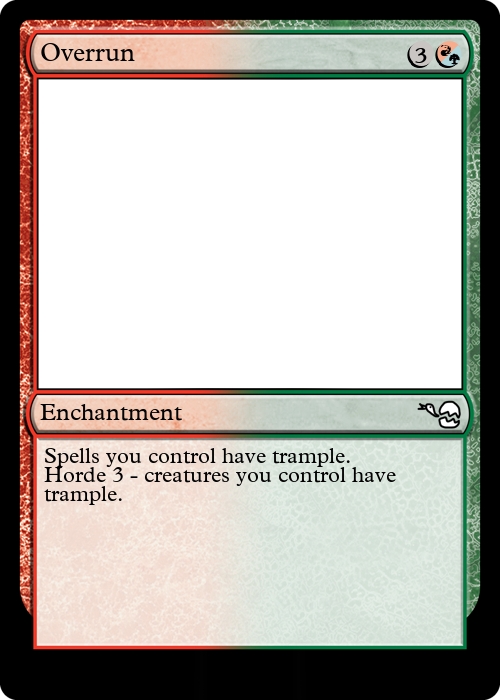 Overrun 3
Enchantment
Spells you control have trample.
Horde 3 - creatures you control have
trample.